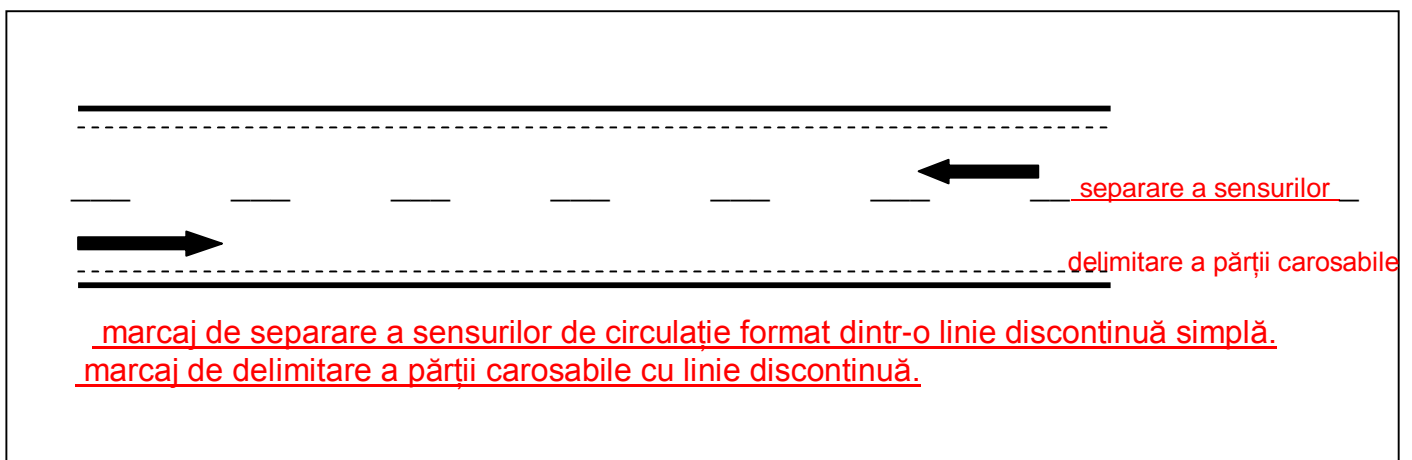 separare a sensurilor
delimitare a părții carosabile
marcaj de separare a sensurilor de circulație format dintr-o linie discontinuă simplă.
marcaj de delimitare a părții carosabile cu linie discontinuă.